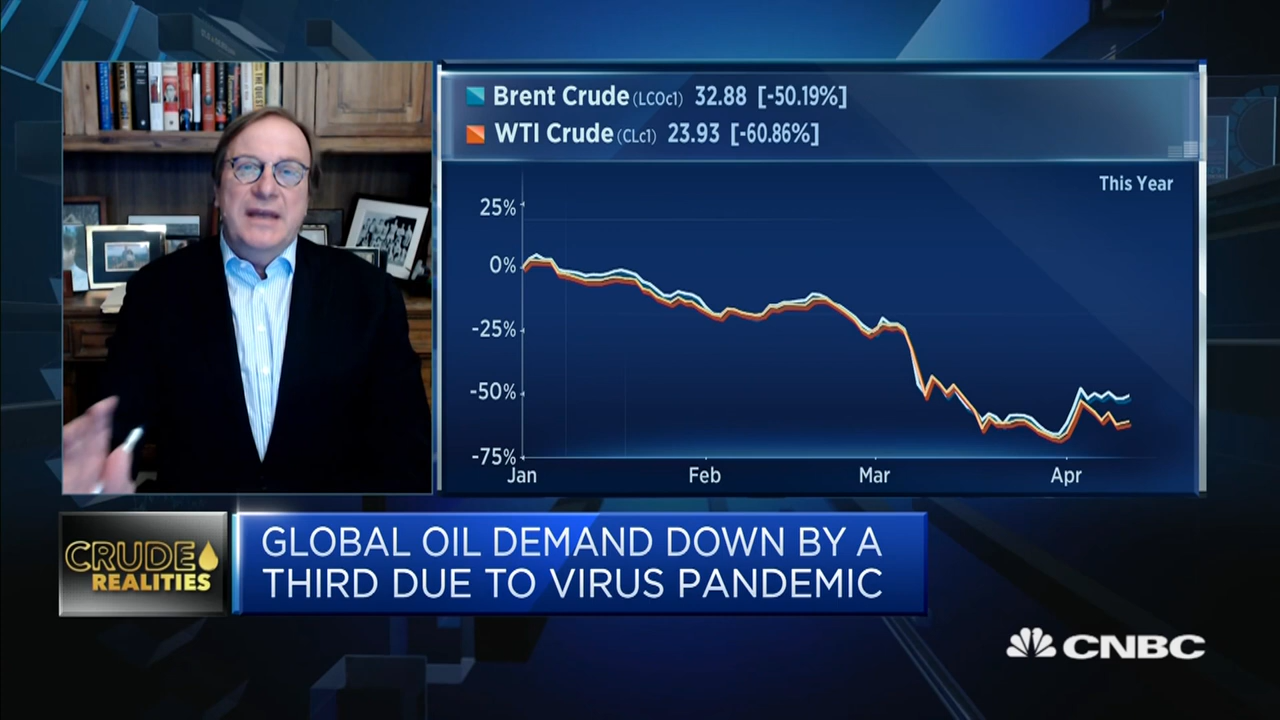 Brent Crude (LCOc1) 32.88 [-50.19%]
WTI Crude (CLc1) 23.93 [-60.86%]
This Year
25%
0%
-25%
-50%
-75%
Jan Feb Mar Apr
CRUDE
REALITIES
GLOBAL OIL DEMAND DOWN BY A
THIRD DUE TO VIRUS PANDEMIC
CNBC
THE QUEST